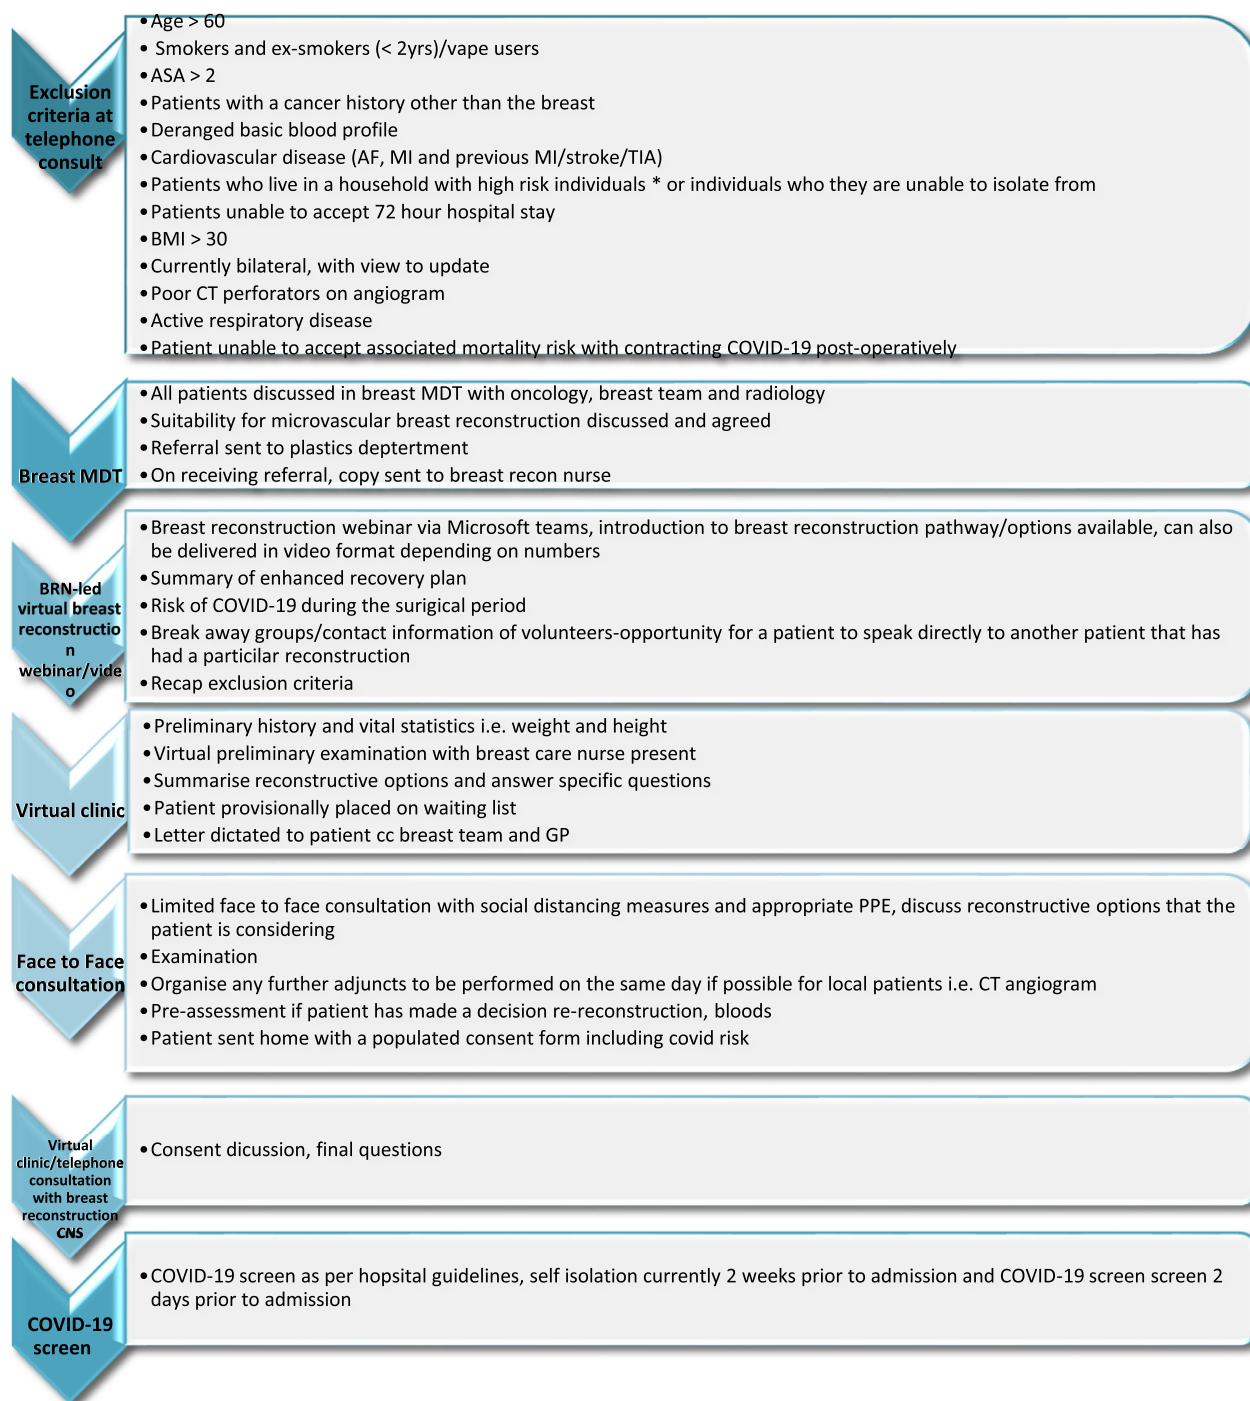 Exclusion
criteria at
telephone
consult
•Age > 60
• Smokers and ex-smokers (< 2yrs)/vape users
•ASA > 2
•Patients with a cancer history other than the breast
•Deranged basic blood profile
•Cardiovascular disease (AF, MI and previous MI/stroke/TIA)
•Patients who live in a household with high risk individuals * or individuals who they are unable to isolate from
•Patients unable to accept 72 hour hospital stay
•BMI > 30
•Currently bilateral, with view to update
•Poor CT perforators on angiogram
•Active respiratory disease
•Patient unable to accept associated mortality risk with contracting COVID-19 post-operatively
Breast MDT
•All patients discussed in breast MDT with oncology, breast team and radiology
•Suitability for microvascular breast reconstruction discussed and agreed
•Referral sent to plastics deptertment
•On receiving referral, copy sent to breast recon nurse
BRN-led
virtual breast
reconstructio
n
webinar/vide
o
•Breast reconstruction webinar via Microsoft teams, introduction to breast reconstruction pathway/options available, can also
be delivered in video format depending on numbers
•Summary of enhanced recovery plan
•Risk of COVID-19 during the surigical period
•Break away groups/contact information of volunteers-opportunity for a patient to speak directly to another patient that has
had a particilar reconstruction
•Recap exclusion criteria
Virtual clinic
•Preliminary history and vital statistics i.e. weight and height
•Virtual preliminary examination with breast care nurse present
•Summarise reconstructive options and answer specific questions
•Patient provisionally placed on waiting list
•Letter dictated to patient cc breast team and GP
Face to Face
consultation
•Limited face to face consultation with social distancing measures and appropriate PPE, discuss reconstructive options that the
patient is considering
•Examination
•Organise any further adjuncts to be performed on the same day if possible for local patients i.e. CT angiogram
•Pre-assessment if patient has made a decision re-reconstruction, bloods
•Patient sent home with a populated consent form including covid risk
Virtual
clinic/telephone
consultation
with breast
reconstruction
CNS
•Consent dicussion, final questions
COVID-19
screen
•COVID-19 screen as per hopsital guidelines, self isolation currently 2 weeks prior to admission and COVID-19 screen screen 2
days prior to admission